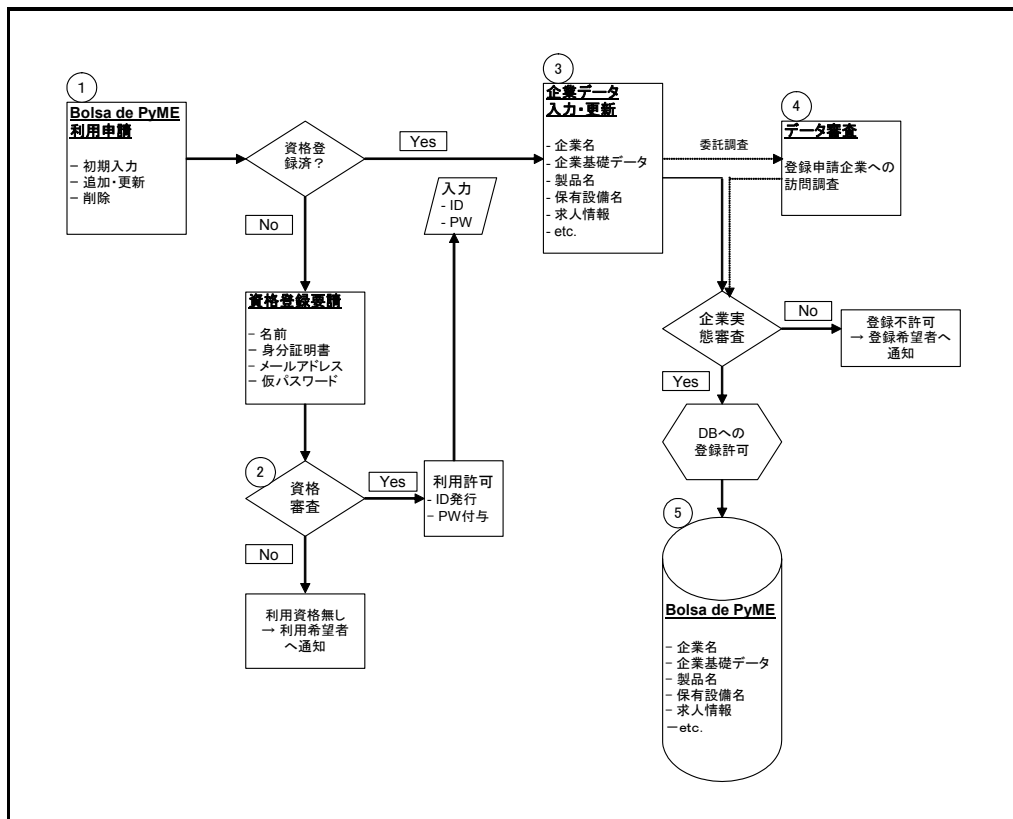 1
Bolsa de PyME
利用申請
− 初期入力
− 追加・更新
− 削除
資格登
録済？
Yes
No
資格登録要請
− 名前
− 身分証明書
− メールアドレス
− 仮パスワード
2
資格
審査
Yes
No
利用資格無し
→ 利用希望者
へ通知
利用許可
- ID発行
− PW付与
入力
- ID
- PW
3
企業データ
入力・更新
- 企業名
- 企業基礎データ
- 製品名
- 保有設備名
- 求人情報
- etc.
委託調査
4
データ審査
登録申請企業への
訪問調査
企業実
態審査
No
登録不許可
→ 登録希望者へ
通知
Yes
DBへの
登録許可
5
Bolsa de PyME
− 企業名
− 企業基礎データ
− 製品名
− 保有設備名
− 求人情報
－etc.